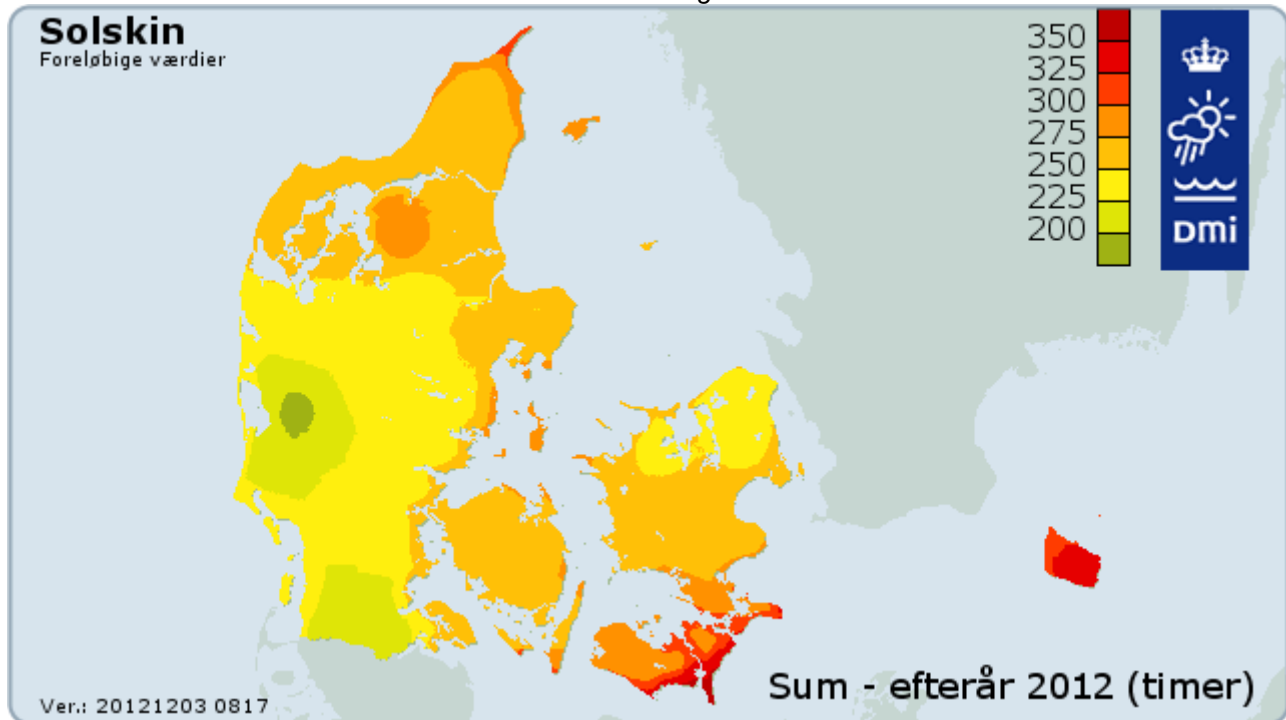 Solskin
Foreløbige værdier
350
325
300
275
250
225
200
DMI
Sum - efterår 2012 (timer)
Ver.: 20121203 0817